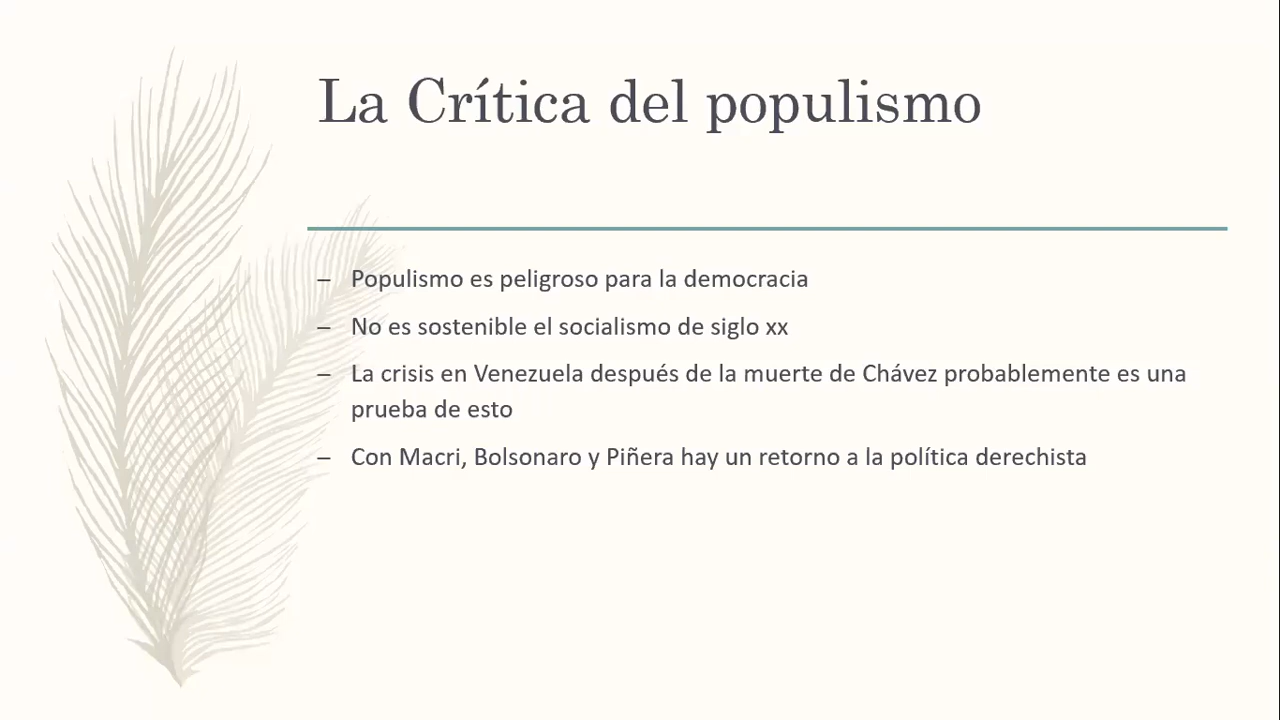 La Crítica del populismo
– Populismo es peligroso para la democracia
– No es sostenible el socialismo de siglo xx
– La crisis en Venezuela después de la muerte de Chávez probablemente es una
prueba de esto
– Con Macri, Bolsonaro y Piñera hay un retorno a la política derechista